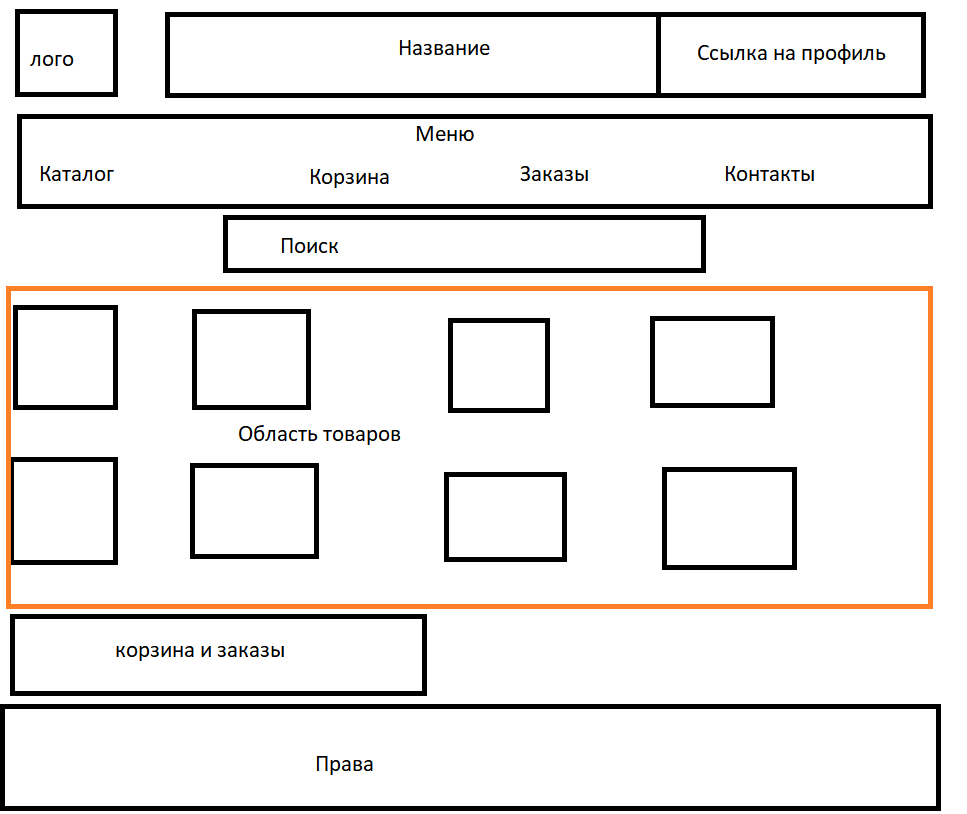 лого
Название
Ссылка на профиль
Меню
Каталог
Корзина
Заказы
Контакты
Поиск
Область товаров
корзина и заказы
Права